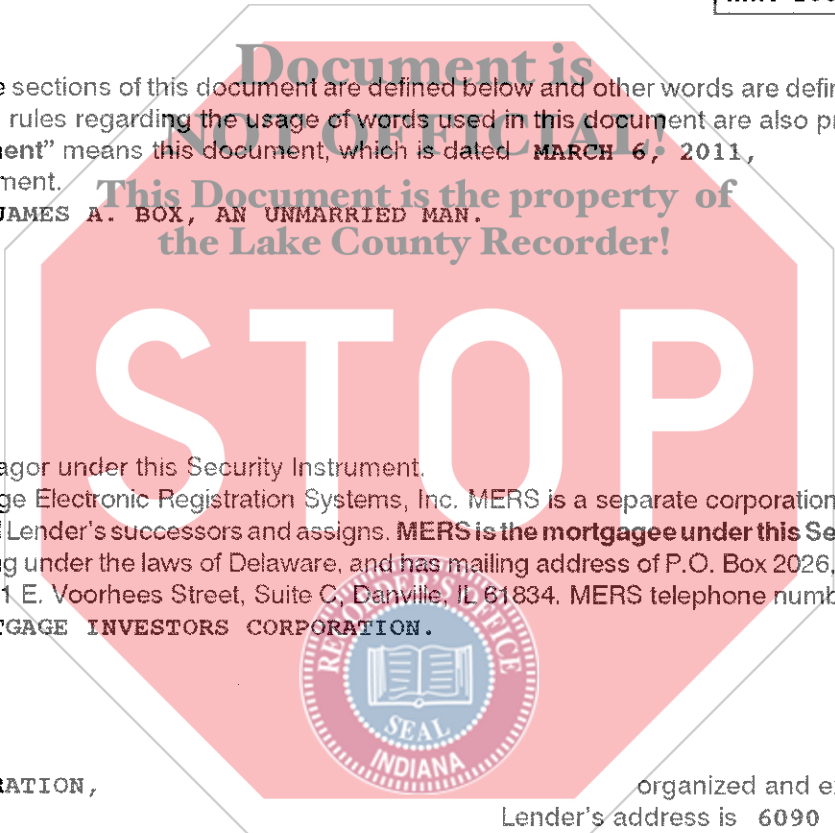 Document is
e sections of this document are defined below and other words are defin
rules regarding the usage of words used in this document are also p
NOT OFFICIAL!
ent" means this document, which is dated MARCH 6, 2011,
ment.
This Document is the property of
JAMES A. BOX, AN UNMARRIED MAN.
the Lake County Recorder!
STOP
agor under this Security Instrument.
ge Electronic Registration Systems, Inc. MERS is a separate corporation
Lender's successors and assigns. MERS is the mortgagee under this Se
g under the laws of Delaware, and has mailing address of P.O. Box 2026,
1 E. Voorhees Street, Suite C, Danville, IL 61834. MERS telephone numb
TGAGE INVESTORS CORPORATION.
RECORDER'S OFFICE
SEAL
INDIANA
RATION,
organized and e
Lender's address is 6090